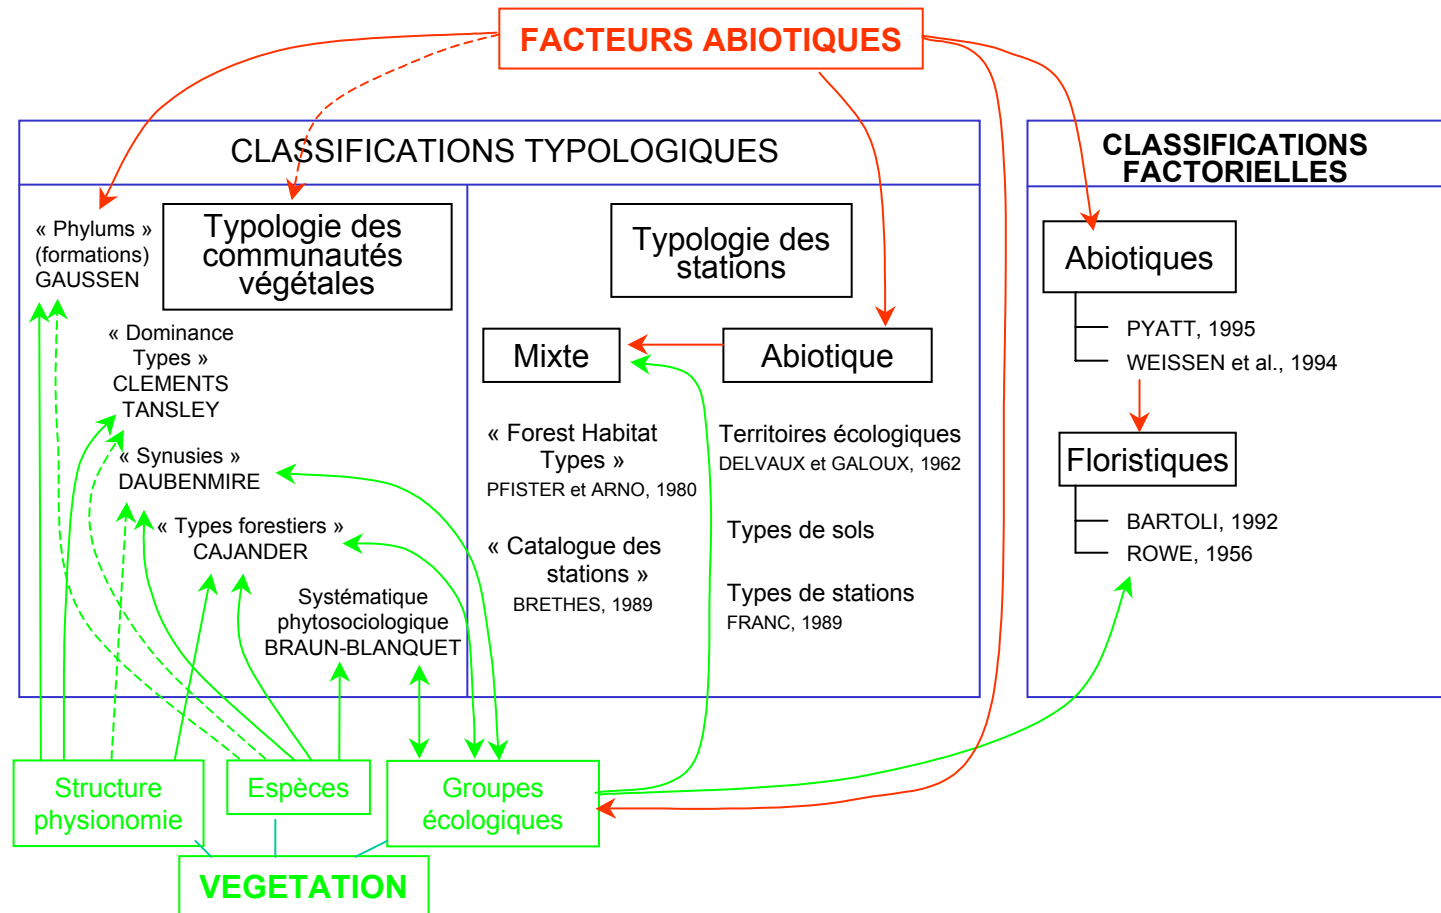 FACTEURS ABIOTIQUES
CLASSIFICATIONS TYPOLOGIQUES
« Phylums »
(formations)
GAUSSEN
Typologie des
communautés
végétales
« Dominance
Types »
CLEMENTS
TANSLEY
« Synusies »
DAUBENMIRE
« Types forestiers »
CAJANDER
Systématique
phytosociologique
BRAUN-BLANQUET
Typologie des
stations
Mixte
Abiotique
« Forest Habitat
Types »
PFISTER et ARNO, 1980
« Catalogue des
stations »
BRETHES, 1989
Territoires écologiques
DELVAUX et GALOUX, 1962
Types de sols
Types de stations
FRANC, 1989
CLASSIFICATIONS
FACTORIELLES
Abiotiques
PYATT, 1995
WEISSEN et al., 1994
Floristiques
BARTOLI, 1992
ROWE, 1956
Structure
physionomie
Espèces
Groupes
écologiques
VEGETATION